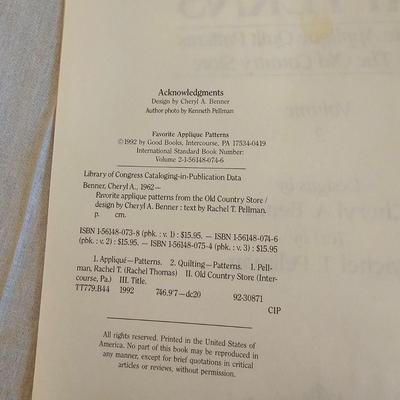 Acknowledgments
Design by Cheryl A. Benner
Author photo by Kenneth Pellman
Favorite Applique Patterns
©1992 by Good Books, Intercourse, PA 17534-0419
International Standard Book Number:
Volume 2-1-56148-074-6
Library of Congress Cataloging-in-Publication Data
Benner, Cheryl A., 1962–
Favorite applique patterns from the Old Country Store /
design by Cheryl A. Benner : text by Rachel T. Pellman.
p. cm.
ISBN 1-56148-073-8 (pbk. : v. 1) : $15.95. — ISBN 1-56148-074-6
(pbk. : v. 2) : $15.95. — ISBN 1-56148-075-4 (pbk. : v. 3) : $15.95
1. Appliqué—Patterns. 2. Quilting—Patterns. I. Pell-
man, Rachel T. (Rachel Thomas) II. Old Country Store (Inter-
course, Pa.) III. Title.
TT779.B44 1992 746.9'7–dc20 92-30871
CIP
All rights reserved. Printed in the United States of
America. No part of this book may be reproduced in
any manner, except for brief quotations in critical
articles or reviews, without permission.